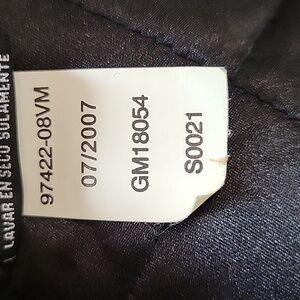 LAVAR EN SECO SOLAMENTE
97422-08VM
07/2007
GM18054
S0021